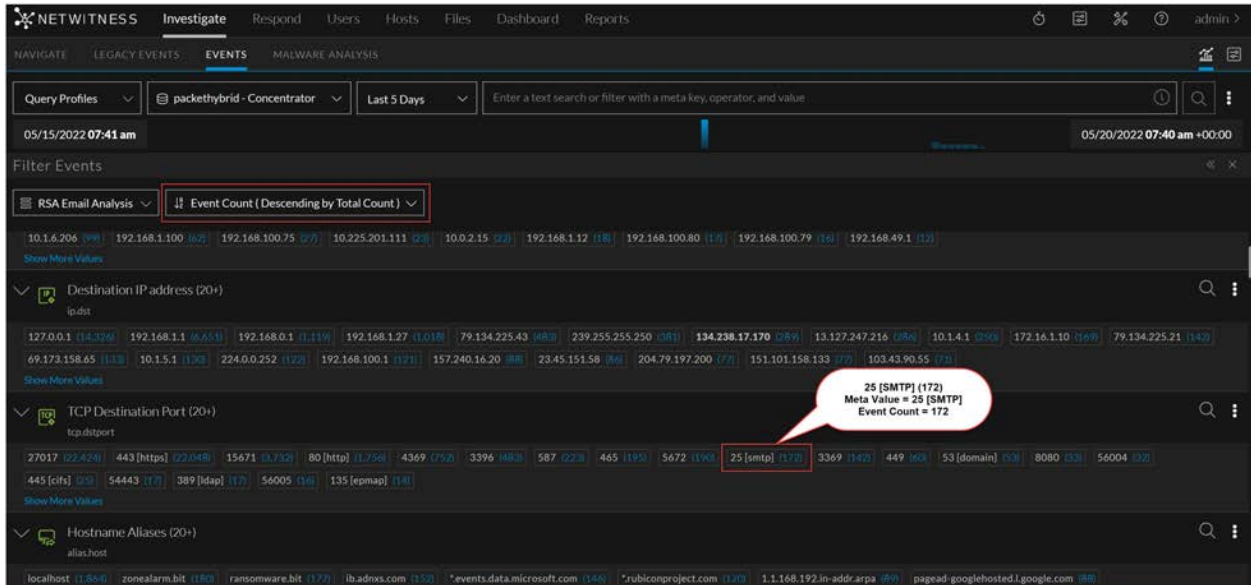 NETWITNESS Investigate Respond Users Hosts Files Dashboard Reports admin >
NAVIGATE LEGACY EVENTS EVENTS MALWARE ANALYSIS
Query Profiles packethybrid - Concentrator Last 5 Days Enter a text search or filter with a meta key, operator, and value
05/15/2022 07:41 am 05/20/2022 07:40 am +00:00
Filter Events
RSA Email Analysis Event Count ( Descending by Total Count )
10.1.6.206 (99) 192.168.1.100 (62) 192.168.100.75 (27) 10.225.201.111 (23) 10.0.2.15 (22) 192.168.1.12 (18) 192.168.100.80 (17) 192.168.100.79 (16) 192.168.49.1 (12)
Show More Values
Destination IP address (20+)
ip.dst
127.0.0.1 (14,326) 192.168.1.1 (6,651) 192.168.0.1 (1,119) 192.168.1.27 (1,018) 79.134.225.43 (483) 239.255.255.250 (381) 134.238.17.170 (289) 13.127.247.216 (286) 10.1.4.1 (250) 172.16.1.10 (169) 79.134.225.21 (142)
69.173.158.65 (133) 10.1.5.1 (130) 224.0.0.252 (122) 192.168.100.1 (121) 157.240.16.20 (88) 23.45.151.58 (86) 204.79.197.200 (77) 151.101.158.133 (77) 103.43.90.55 (71)
Show More Values
25 [SMTP] (172)
Meta Value = 25 [SMTP]
Event Count = 172
TCP Destination Port (20+)
tcp.dstport
27017 (22,424) 443 [https] (22,048) 15671 (3,732) 80 [http] (1,756) 4369 (752) 3396 (483) 587 (223) 465 (195) 5672 (190) 25 [smtp] (172) 3369 (142) 449 (60) 53 [domain] (53) 8080 (33) 56004 (32)
445 [cifs] (25) 54443 (17) 389 [ldap] (17) 56005 (16) 135 [epmap] (14)
Show More Values
Hostname Aliases (20+)
alias.host
localhost (1,864) zonealarm.bit (180) ransomware.bit (177) ib.adnxs.com (152) *.events.data.microsoft.com (146) *.rubiconproject.com (120) 1.1.168.192.in-addr.arpa (89) pagead-googlehosted.l.google.com (88)